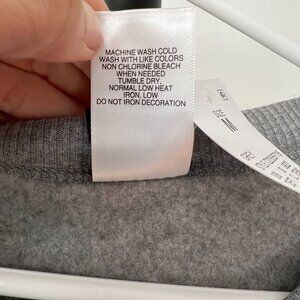 MACHINE WASH COLD
WASH WITH LIKE COLORS
NON CHLORINE BLEACH
WHEN NEEDED
TUMBLE DRY.
NORMAL LOW HEAT
IRON. LOW
DO NOT IRON DECORATION